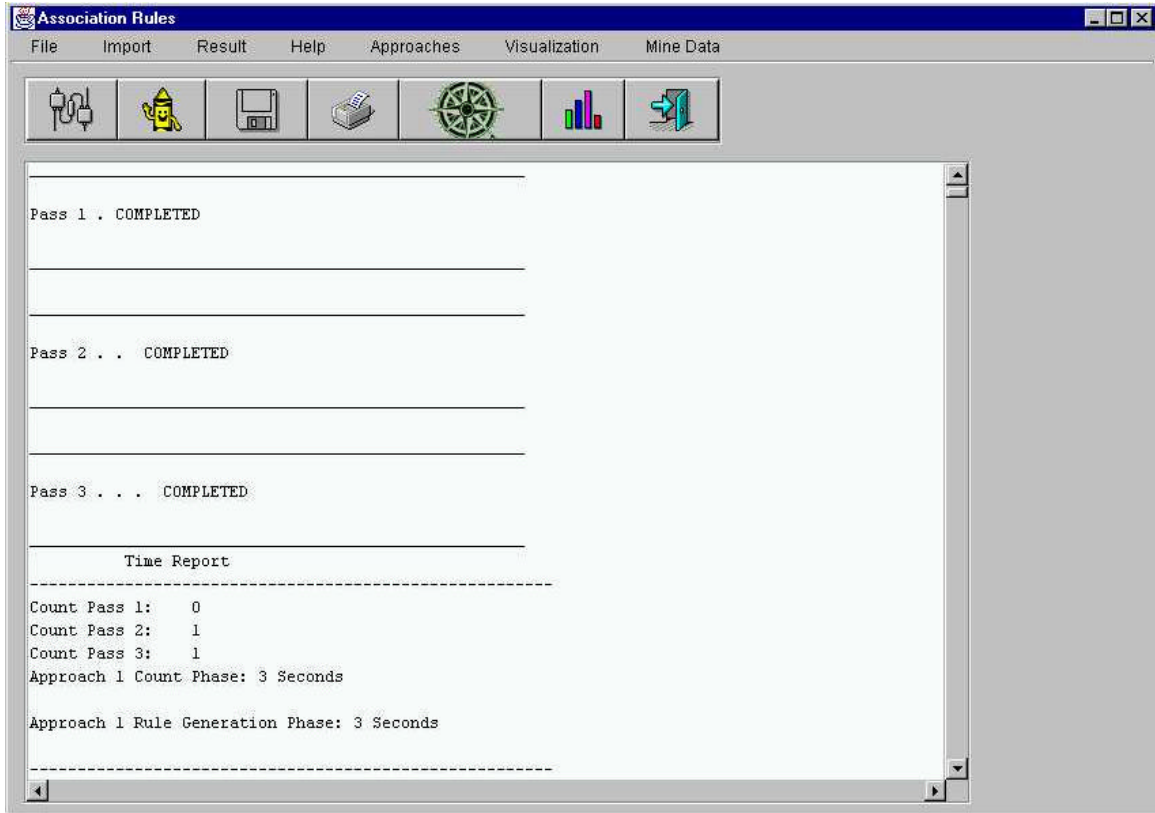 Association Rules
File Import Result Help Approaches Visualization Mine Data
Pass 1 . COMPLETED
Pass 2 . . COMPLETED
Pass 3 . . . COMPLETED
Time Report
Count Pass 1: 0
Count Pass 2: 1
Count Pass 3: 1
Approach 1 Count Phase: 3 Seconds
Approach 1 Rule Generation Phase: 3 Seconds